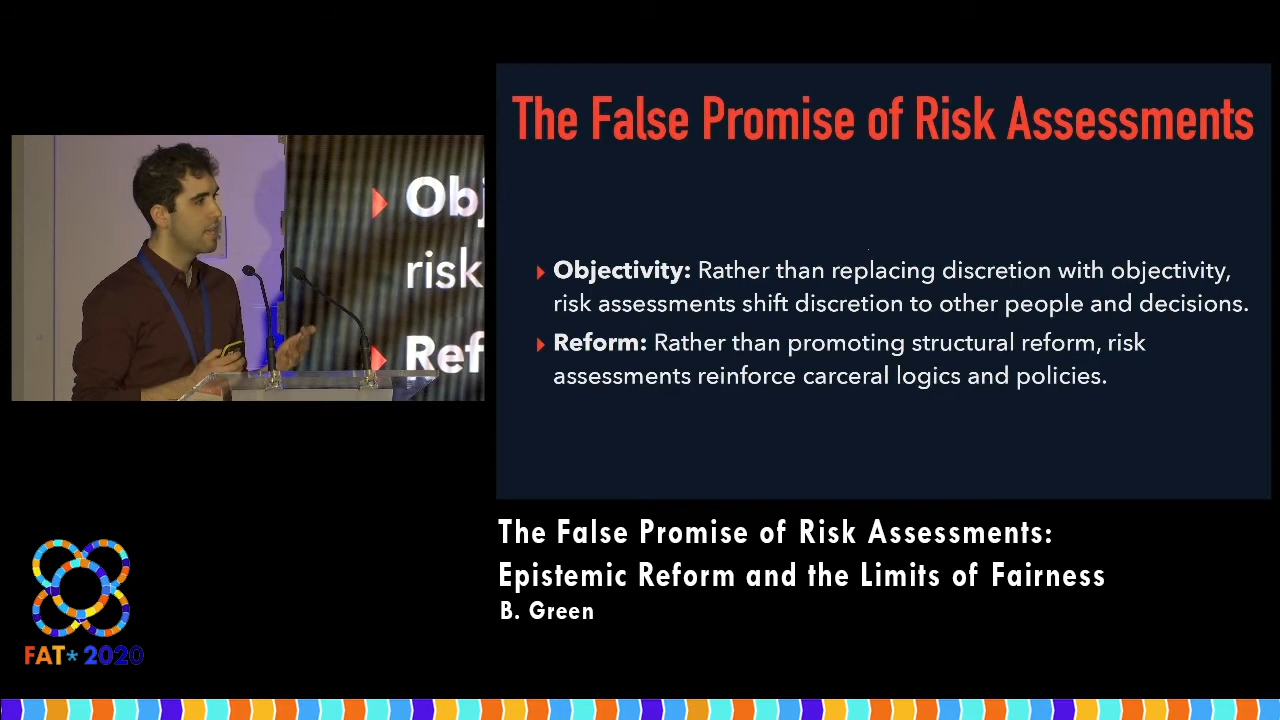 The False Promise of Risk Assessments
Objectivity: Rather than replacing discretion with objectivity,
risk assessments shift discretion to other people and decisions.
Reform: Rather than promoting structural reform, risk
assessments reinforce carceral logics and policies.
Obj
risk
Ref
The False Promise of Risk Assessments:
Epistemic Reform and the Limits of Fairness
B. Green
FAT* 2020